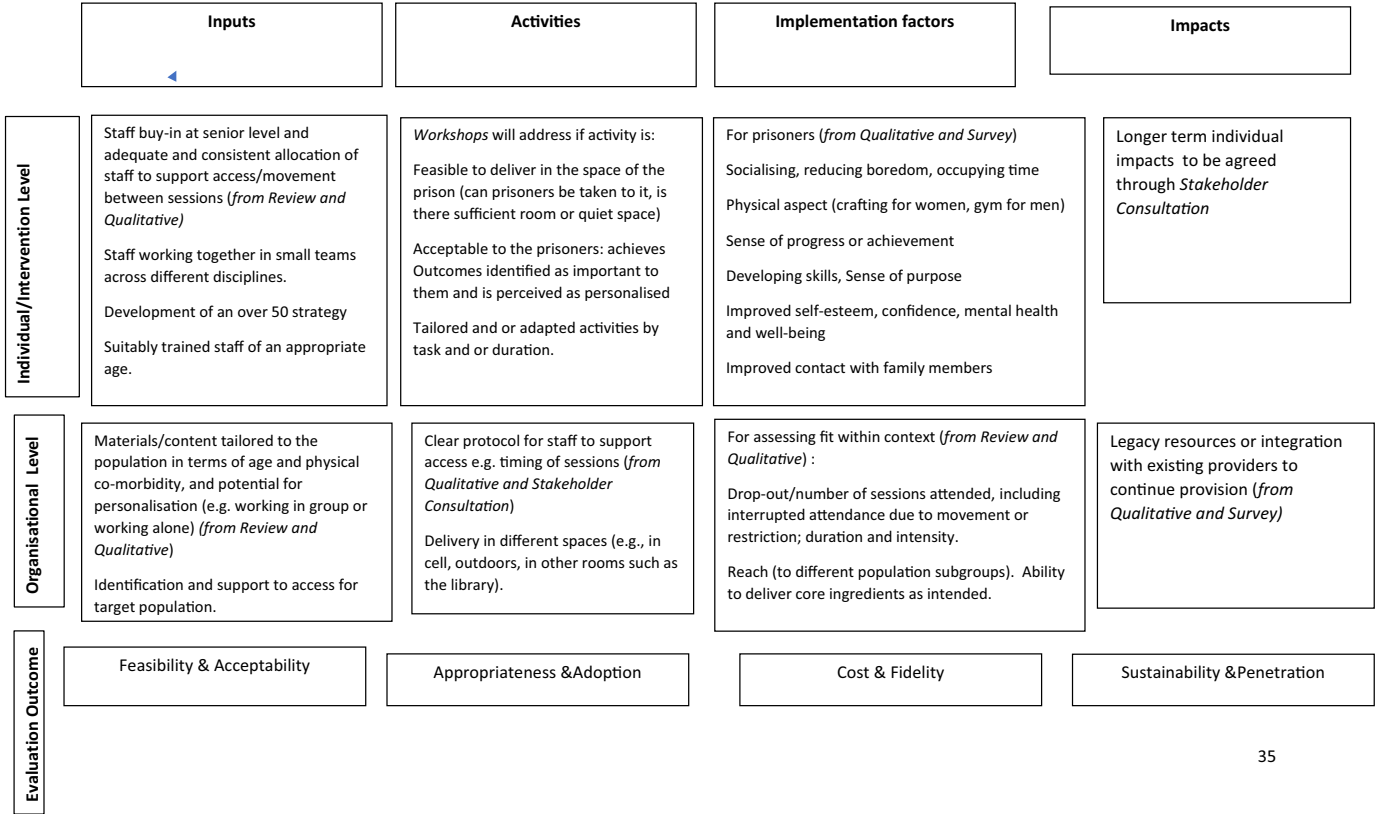 Inputs
Activities
Implementation factors
Impacts
Individual/Intervention Level
Staff buy-in at senior level and
adequate and consistent allocation of
staff to support access/movement
between sessions (from Review and
Qualitative)
Staff working together in small teams
across different disciplines.
Development of an over 50 strategy
Suitably trained staff of an appropriate
age.
Workshops will address if activity is:
Feasible to deliver in the space of the
prison (can prisoners be taken to it, is
there sufficient room or quiet space)
Acceptable to the prisoners: achieves
Outcomes identified as important to
them and is perceived as personalised
Tailored and or adapted activities by
task and or duration.
For prisoners (from Qualitative and Survey)
Socialising, reducing boredom, occupying time
Physical aspect (crafting for women, gym for men)
Sense of progress or achievement
Developing skills, Sense of purpose
Improved self-esteem, confidence, mental health
and well-being
Improved contact with family members
Longer term individual
impacts  to be agreed
through Stakeholder
Consultation
Organisational  Level
Materials/content tailored to the
population in terms of age and physical
co-morbidity, and potential for
personalisation (e.g. working in group or
working alone) (from Review and
Qualitative)
Identification and support to access for
target population.
Clear protocol for staff to support
access e.g. timing of sessions (from
Qualitative and Stakeholder
Consultation)
Delivery in different spaces (e.g., in
cell, outdoors, in other rooms such as
the library).
For assessing fit within context (from Review and
Qualitative) :
Drop-out/number of sessions attended, including
interrupted attendance due to movement or
restriction; duration and intensity.
Reach (to different population subgroups).  Ability
to deliver core ingredients as intended.
Legacy resources or integration
with existing providers to
continue provision (from
Qualitative and Survey)
Evaluation Outcome
Feasibility & Acceptability
Appropriateness &Adoption
Cost & Fidelity
Sustainability &Penetration
35